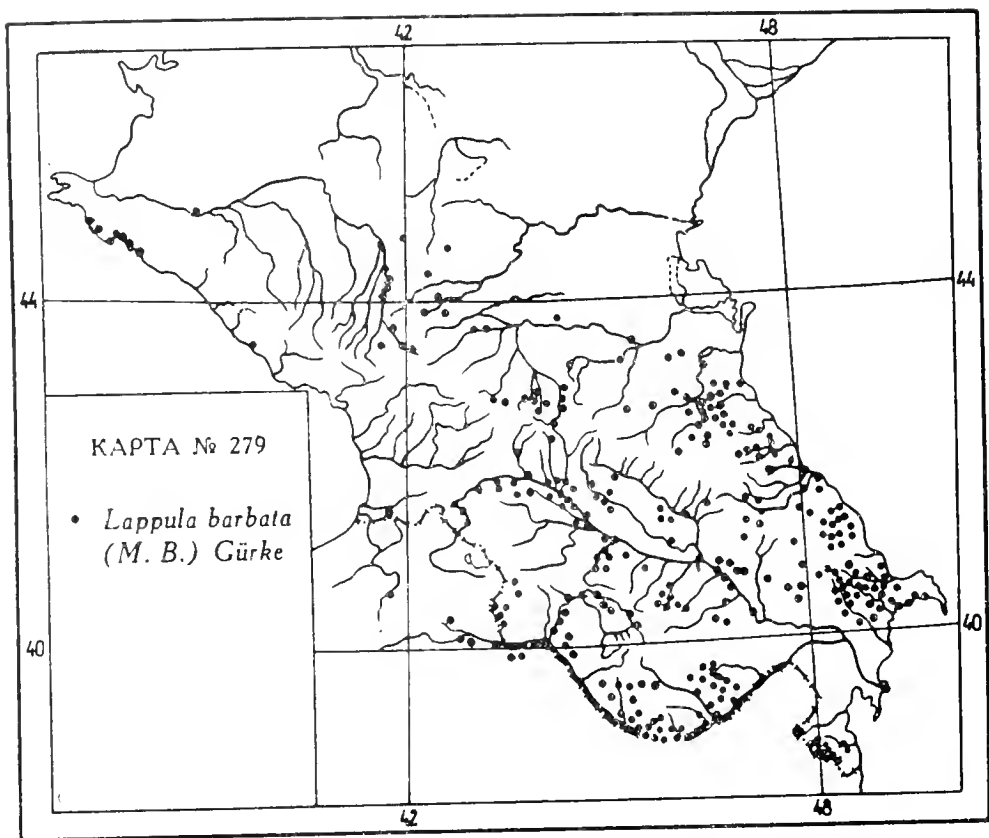 42 48
44 44
КАРТА № 279
• Lappula barbata
(M. B.) Gürke
40 40
42 48